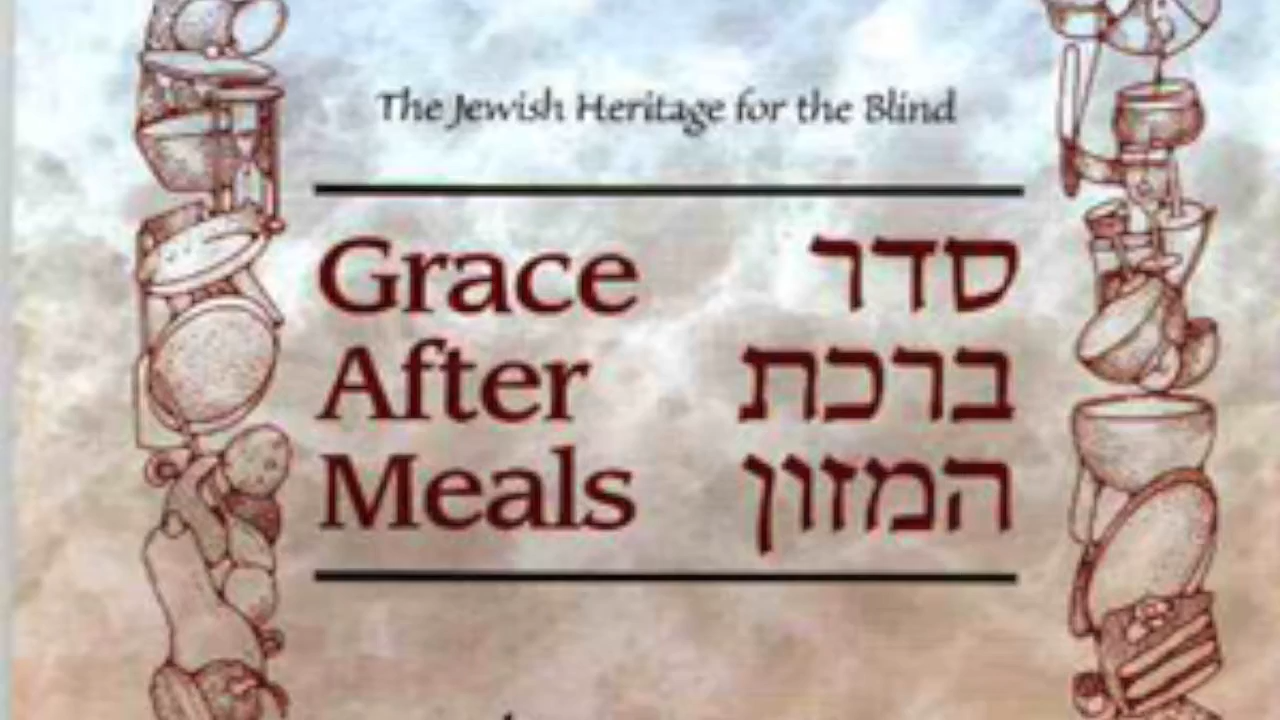 The Jewish Heritage for the Blind
Grace
After
Meals
סדר
ברכת
המזון